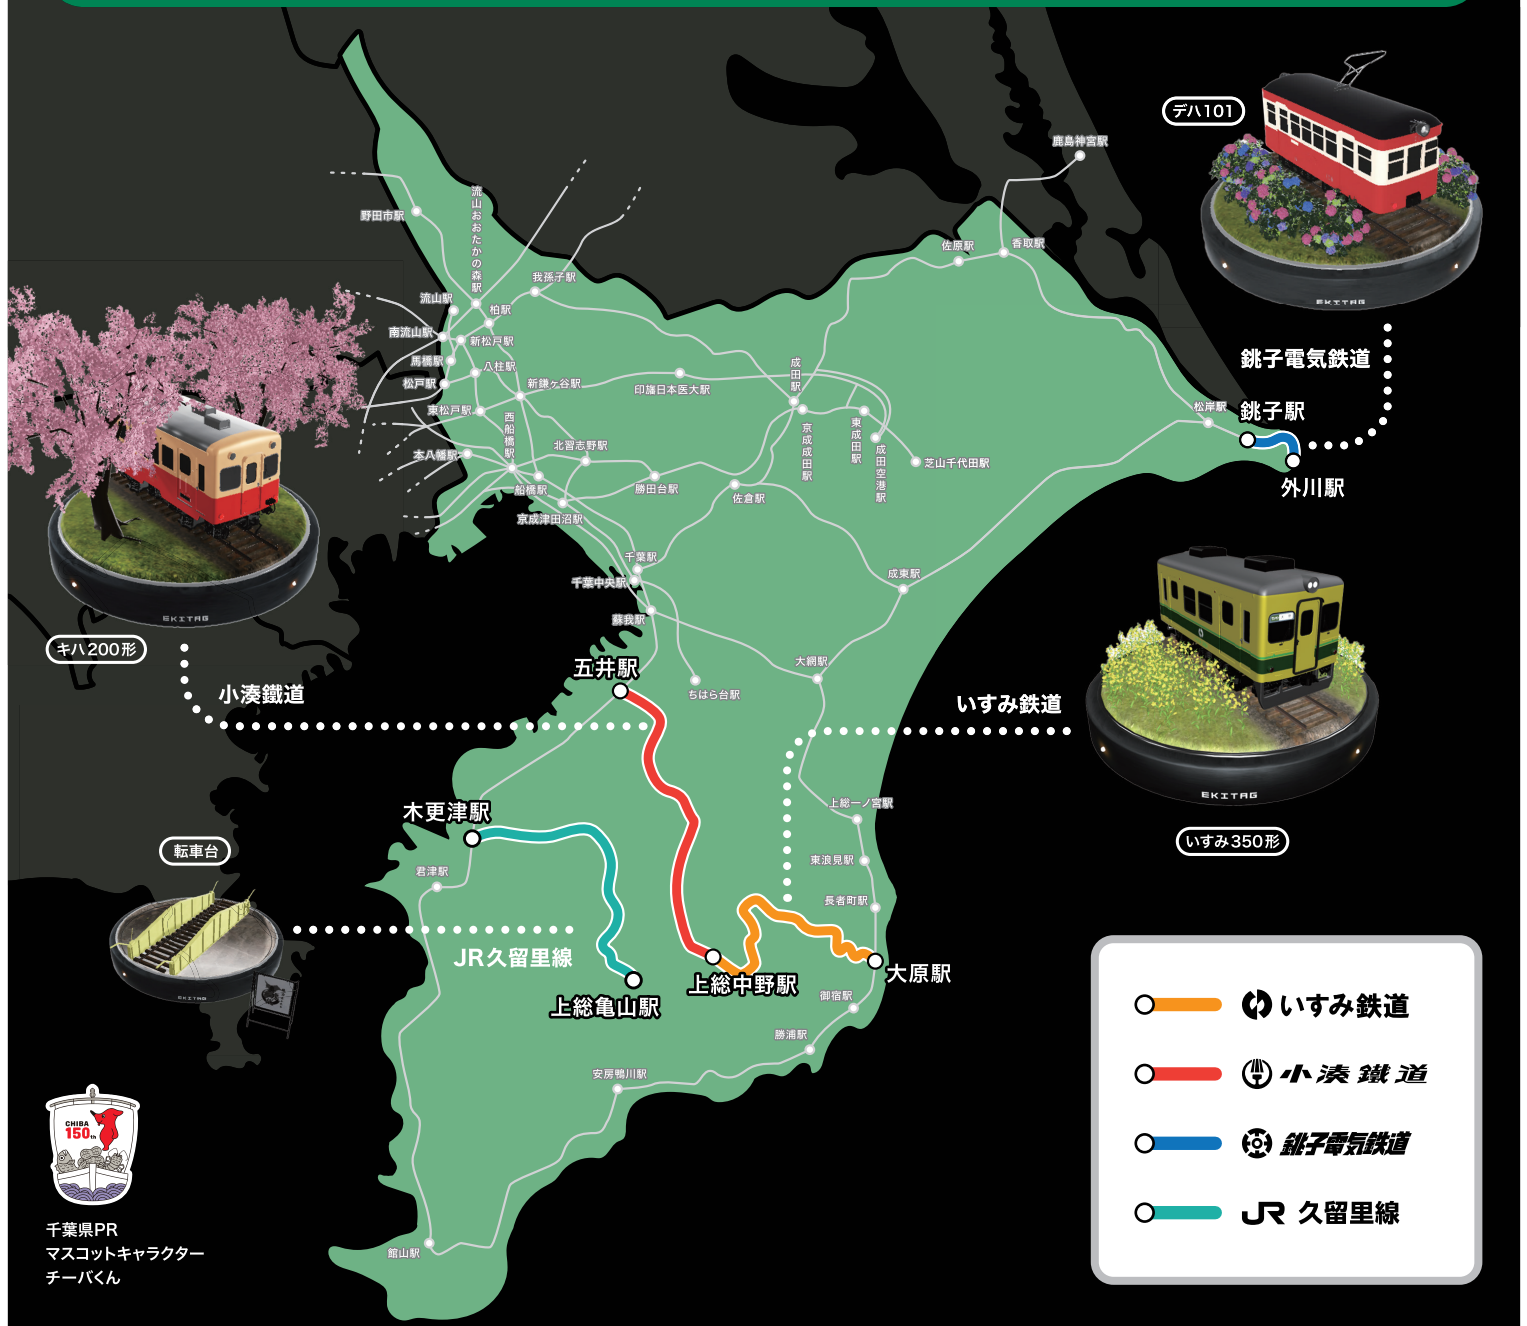 デハ101
鹿島神宮駅
佐原駅
香取駅
野田市駅
流山おおたかの森駅
我孫子駅
流山駅
柏駅
南流山駅
新松戸駅
馬橋駅
八柱駅
松戸駅
新鎌ヶ谷駅
印旛日本医大駅
成田駅
東松戸駅
西船橋駅
京成成田駅
東成田駅
成田空港駅
芝山千代田駅
本八幡駅
北習志野駅
船橋駅
勝田台駅
佐倉駅
京成津田沼駅
松岸駅
銚子駅
銚子電気鉄道
外川駅
EKITAG
千葉駅
千葉中央駅
成東駅
蘇我駅
EKITAG
キハ200形
小湊鐵道
五井駅
ちはら台駅
大網駅
いすみ鉄道
EKITAG
いすみ350形
木更津駅
上総一ノ宮駅
転車台
君津駅
東浪見駅
長者町駅
JR久留里線
EKITAG
上総亀山駅
上総中野駅
大原駅
御宿駅
勝浦駅
安房鴨川駅
館山駅
いすみ鉄道
小湊鐵道
銚子電気鉄道
JR 久留里線
CHIBA
150th
千葉県PR
マスコットキャラクター
チーバくん